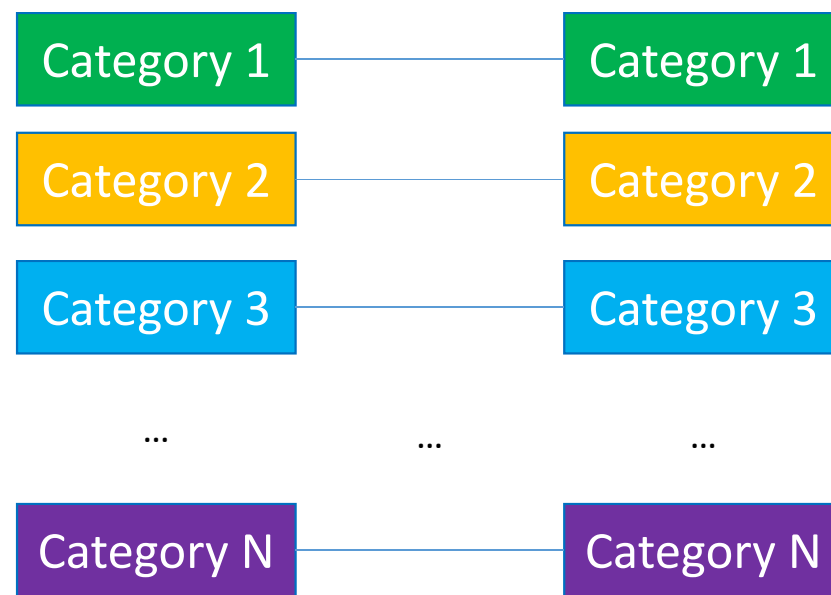 Category 1 Category 1
Category 2 Category 2
Category 3 Category 3
... ... ...
Category N Category N